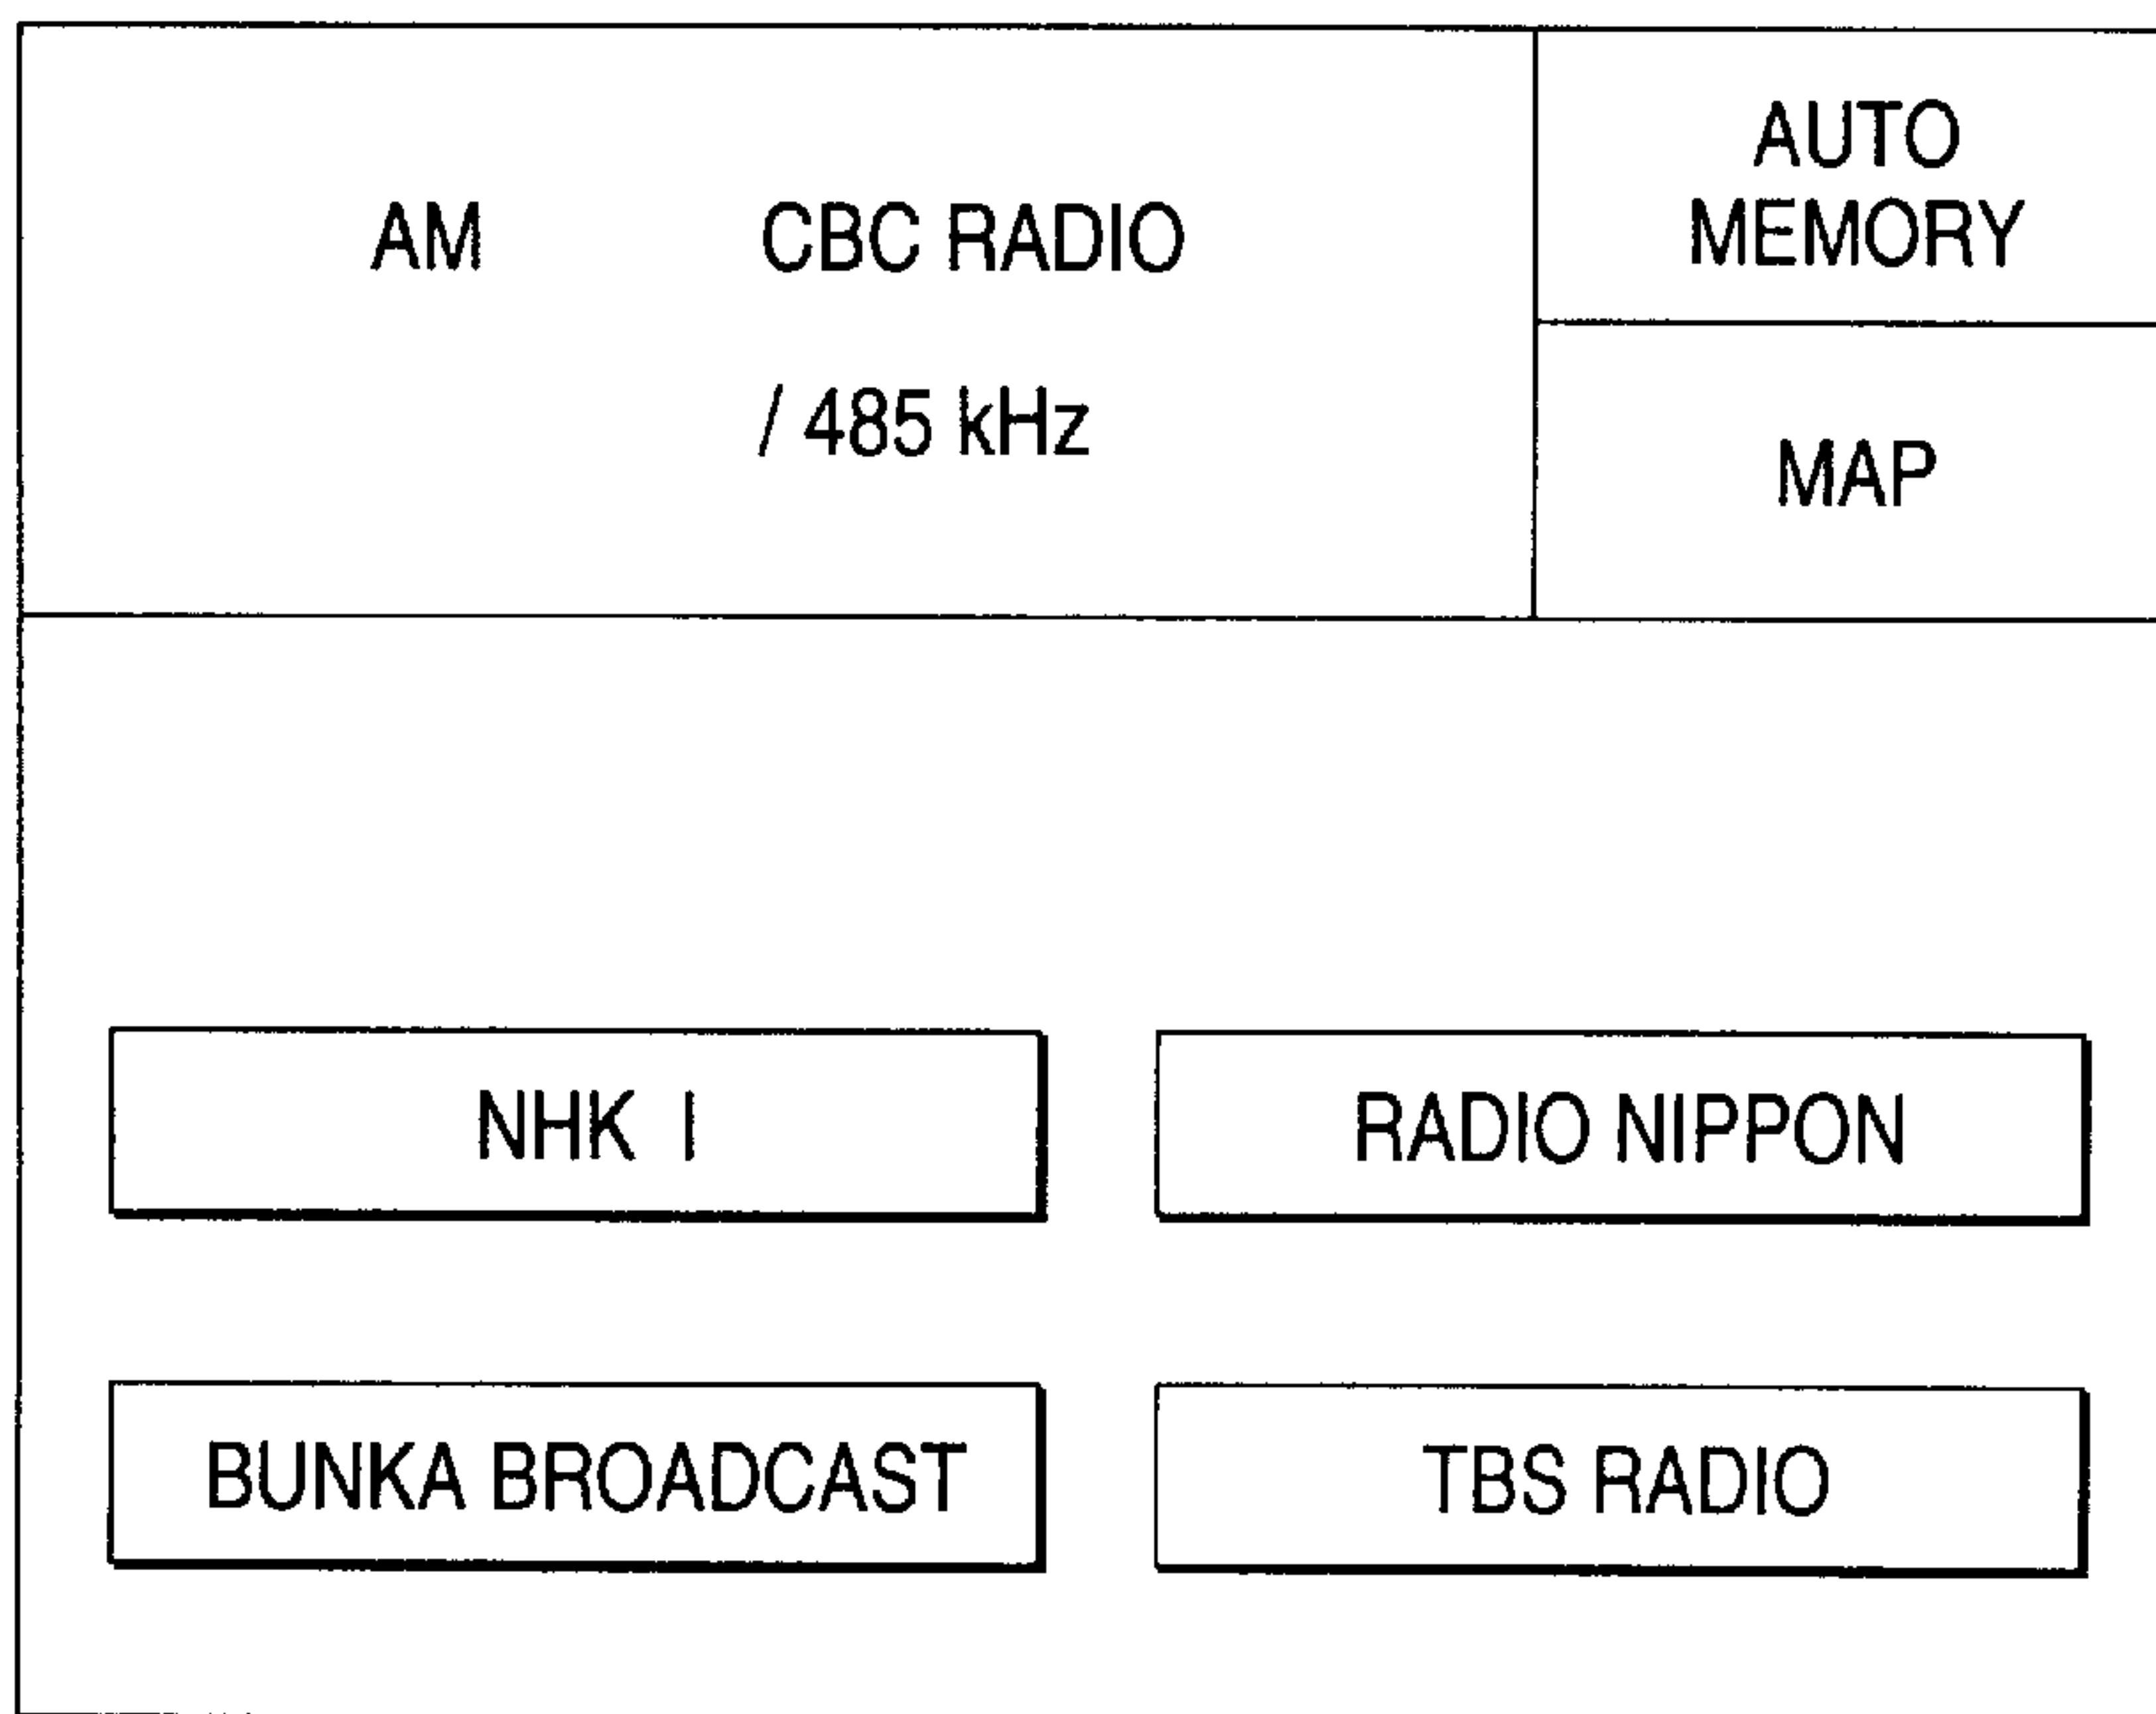 AM CBC RADIO
/ 485 kHz
AUTO
MEMORY
MAP
NHK I
RADIO NIPPON
BUNKA BROADCAST
TBS RADIO